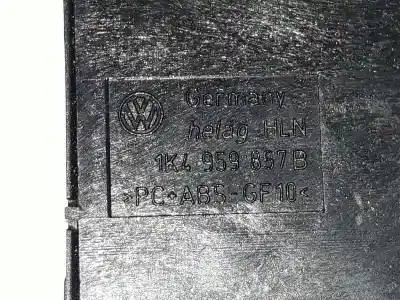 Germany
helag-HLN
1K4 959 857 B
>PC+ABS-GF10<